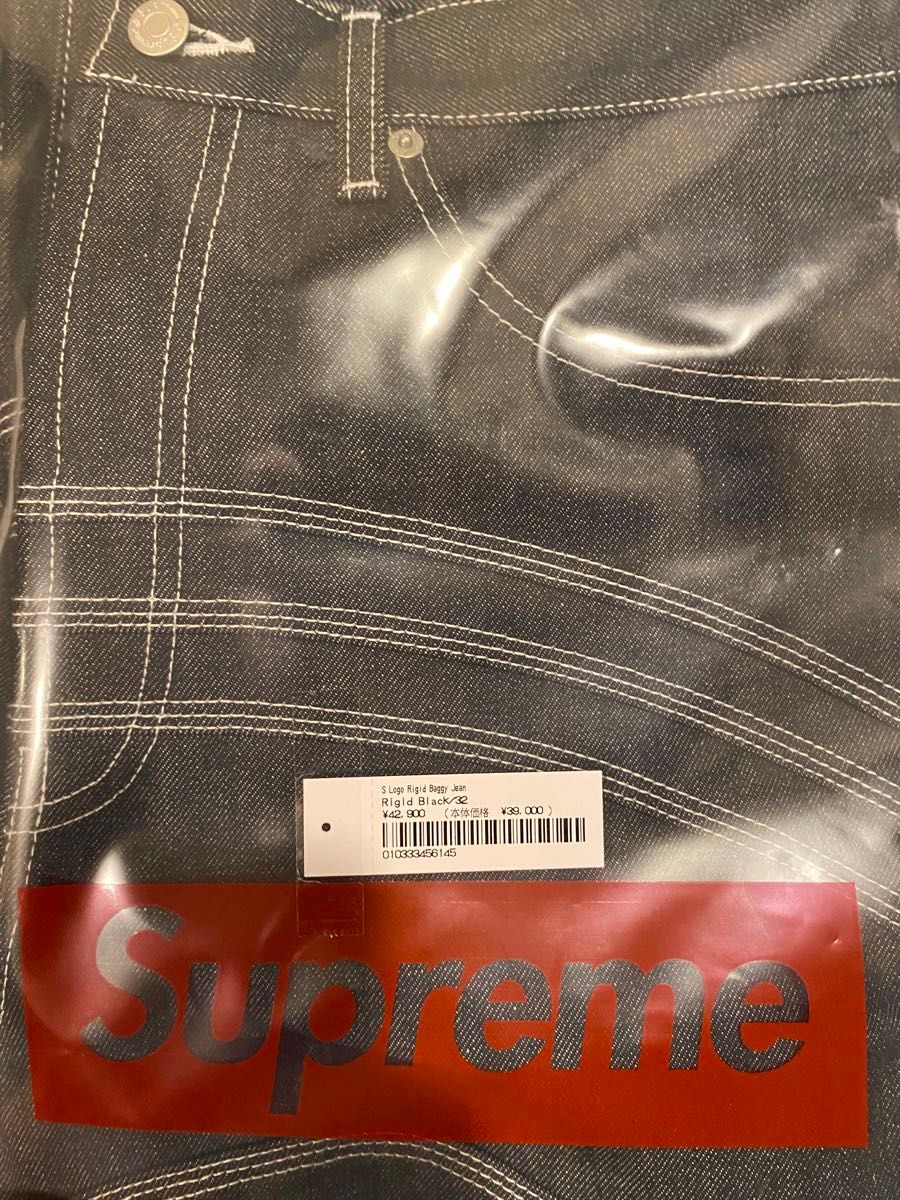 S Logo Rigid Baggy Jean
Rigid Black/32
¥42,900 (本体価格 ¥39,000 )
010333456145
Supreme